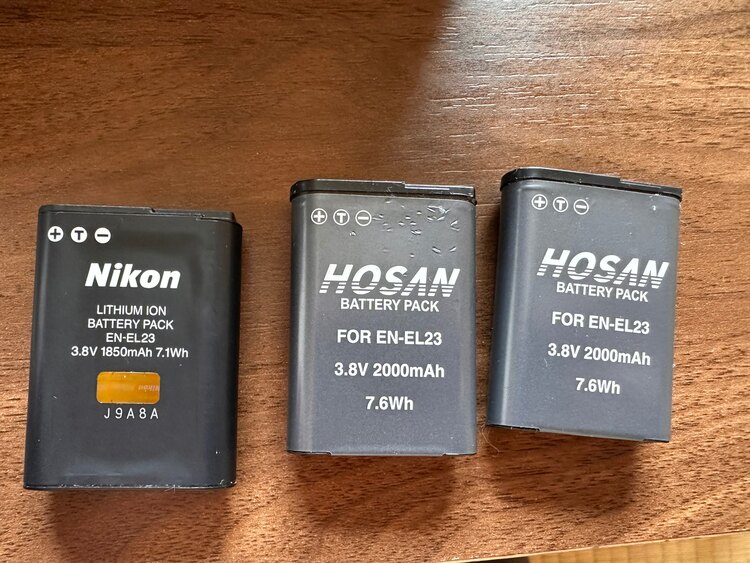 + T −
Nikon
LITHIUM ION
BATTERY PACK
EN-EL23
3.8V 1850mAh 7.1Wh
Nikon
J9A8A
+ T −
HOSAN
BATTERY PACK
FOR EN-EL23
3.8V 2000mAh
7.6Wh
+ T −
HOSAN
BATTERY PACK
FOR EN-EL23
3.8V 2000mAh
7.6Wh